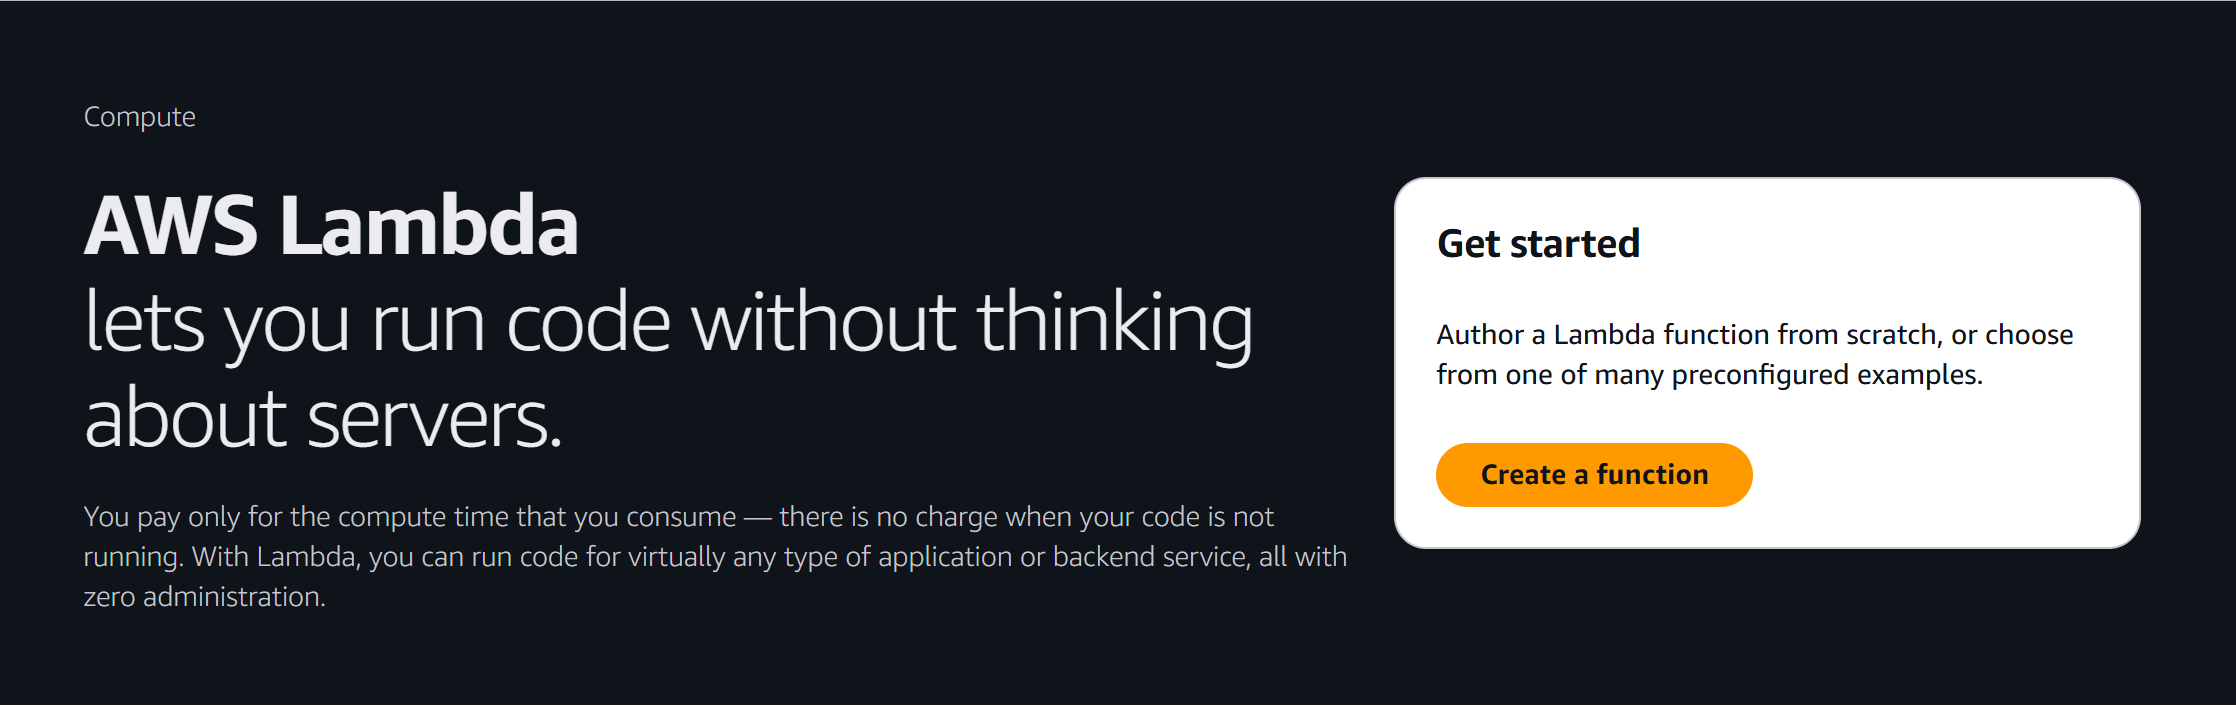 Compute
AWS Lambda
lets you run code without thinking
about servers.
You pay only for the compute time that you consume — there is no charge when your code is not
running. With Lambda, you can run code for virtually any type of application or backend service, all with
zero administration.
Get started
Author a Lambda function from scratch, or choose
from one of many preconfigured examples.
Create a function